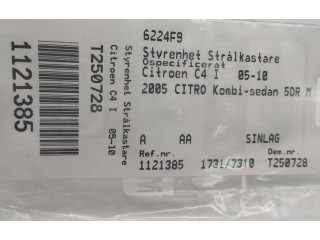 6224F9
Styrenhet Strålkastare
Ospecificerat
Citroen C4 I 05-10
2005 CITRO Kombi-sedan 5DR M
A AA SINLAG
Ref.nr. Dem.nr.
1121385 1731/7310 T250728
Styrenhet Strålkastare
Citroen C4 I 05-10
T250728
1121385